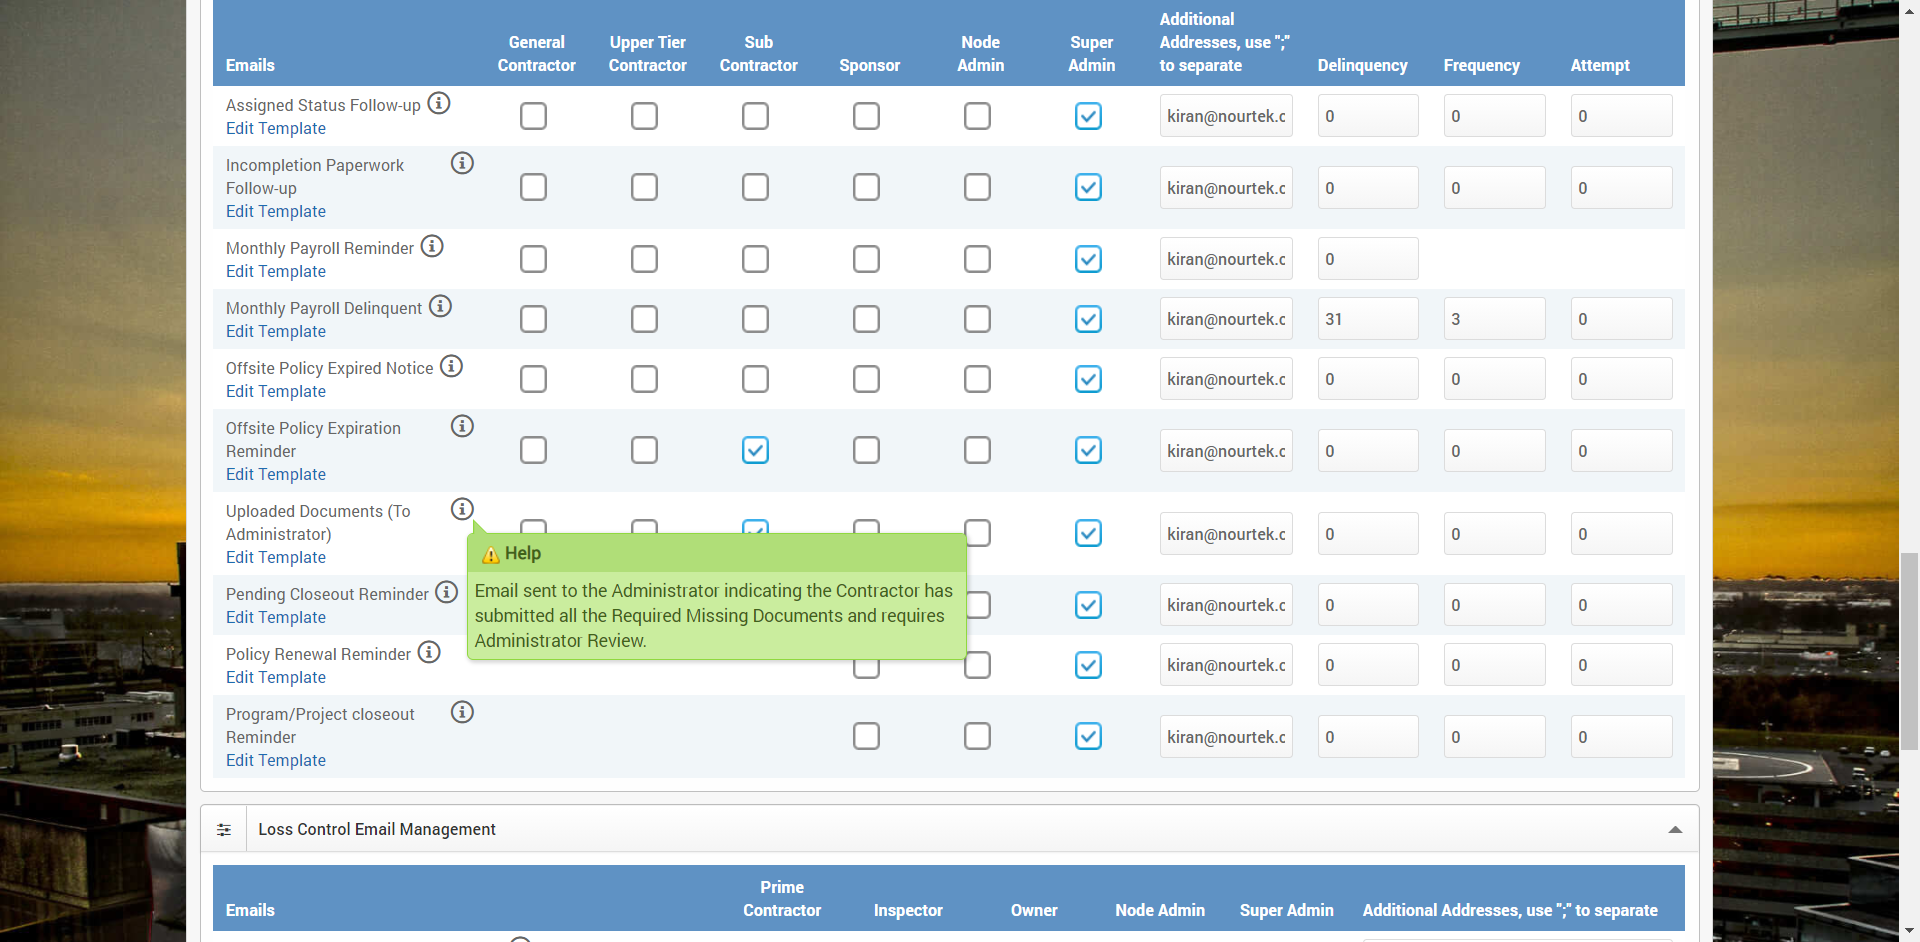 Emails
General
Contractor
Upper Tier
Contractor
Sub
Contractor
Sponsor
Node
Admin
Super
Admin
Additional
Addresses, use ";"
to separate
Delinquency
Frequency
Attempt
Assigned Status Follow-up
Edit Template
kiran@nourtek.c 0 0 0
Incompletion Paperwork
Follow-up
Edit Template
kiran@nourtek.c 0 0 0
Monthly Payroll Reminder
Edit Template
kiran@nourtek.c 0
Monthly Payroll Delinquent
Edit Template
kiran@nourtek.c 31 3 0
Offsite Policy Expired Notice
Edit Template
kiran@nourtek.c 0 0 0
Offsite Policy Expiration
Reminder
Edit Template
kiran@nourtek.c 0 0 0
Uploaded Documents (To
Administrator)
Edit Template
kiran@nourtek.c 0 0 0
Help
Email sent to the Administrator indicating the Contractor has
submitted all the Required Missing Documents and requires
Administrator Review.
Pending Closeout Reminder
Edit Template
kiran@nourtek.c 0 0 0
Policy Renewal Reminder
Edit Template
kiran@nourtek.c 0 0 0
Program/Project closeout
Reminder
Edit Template
kiran@nourtek.c 0 0 0
Loss Control Email Management
Emails
Prime
Contractor
Inspector
Owner
Node Admin
Super Admin
Additional Addresses, use ";" to separate